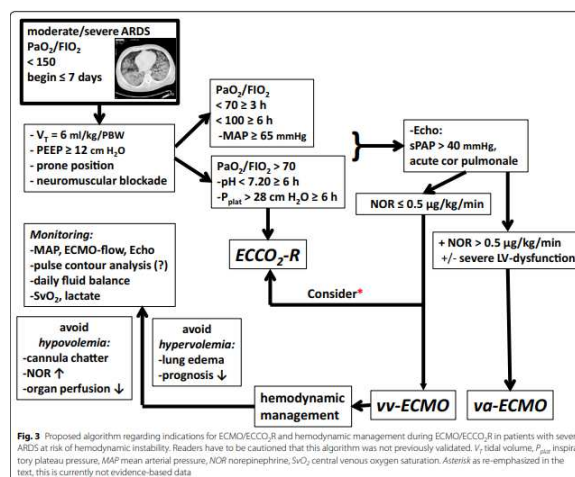 moderate/severe ARDS
PaO2/FIO2
< 150
begin ≤ 7 days
- VT = 6 ml/kg/PBW
- PEEP ≥ 12 cm H2O
- prone position
- neuromuscular blockade
PaO2/FIO2
< 70 ≥ 3 h
< 100 ≥ 6 h
-MAP ≥ 65 mmHg
PaO2/FIO2 > 70
-pH < 7.20 ≥ 6 h
-Pplat > 28 cm H2O ≥ 6 h
-Echo:
sPAP > 40 mmHg,
acute cor pulmonale
NOR ≤ 0.5 µg/kg/min
+ NOR > 0.5 µg/kg/min
+/- severe LV-dysfunction
ECCO2-R
Consider*
Monitoring:
-MAP, ECMO-flow, Echo
-pulse contour analysis (?)
-daily fluid balance
-SvO2, lactate
avoid
hypovolemia:
-cannula chatter
-NOR ↑
-organ perfusion ↓
avoid
hypervolemia:
-lung edema
-prognosis ↓
hemodynamic
management
vv-ECMO
va-ECMO
Fig. 3 Proposed algorithm regarding indications for ECMO/ECCO2R and hemodynamic management during ECMO/ECCO2R in patients with severe
ARDS at risk of hemodynamic instability. Readers have to be cautioned that this algorithm was not previously validated. VT tidal volume, Pplat inspira-
tory plateau pressure, MAP mean arterial pressure, NOR norepinephrine, SvO2 central venous oxygen saturation. Asterisk as re-emphasized in the
text, this is currently not evidence-based data